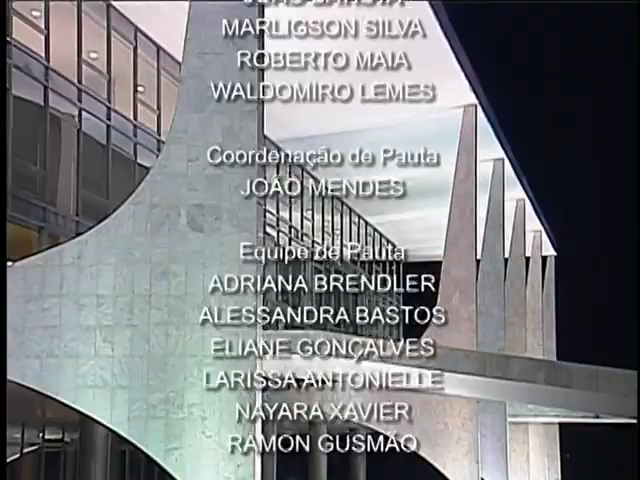 MARLIGSON SILVA
ROBERTO MAIA
WALDOMIRO LEMES
Coordenação de Pauta
JOÃO MENDES
Equipe de Pauta
ADRIANA BRENDLER
ALESSANDRA BASTOS
ELIANE GONÇALVES
LARISSA ANTONIELLE
NAYARA XAVIER
RAMON GUSMÃO